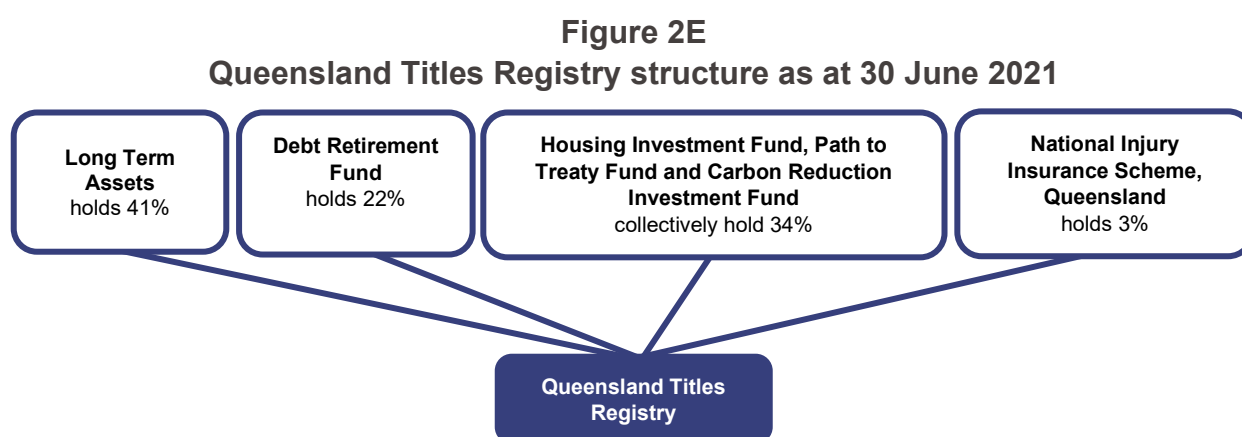 Figure 2E
Queensland Titles Registry structure as at 30 June 2021
Long Term
Assets
holds 41%
Debt Retirement
Fund
holds 22%
Housing Investment Fund, Path to
Treaty Fund and Carbon Reduction
Investment Fund
collectively hold 34%
National Injury
Insurance Scheme,
Queensland
holds 3%
Queensland Titles
Registry